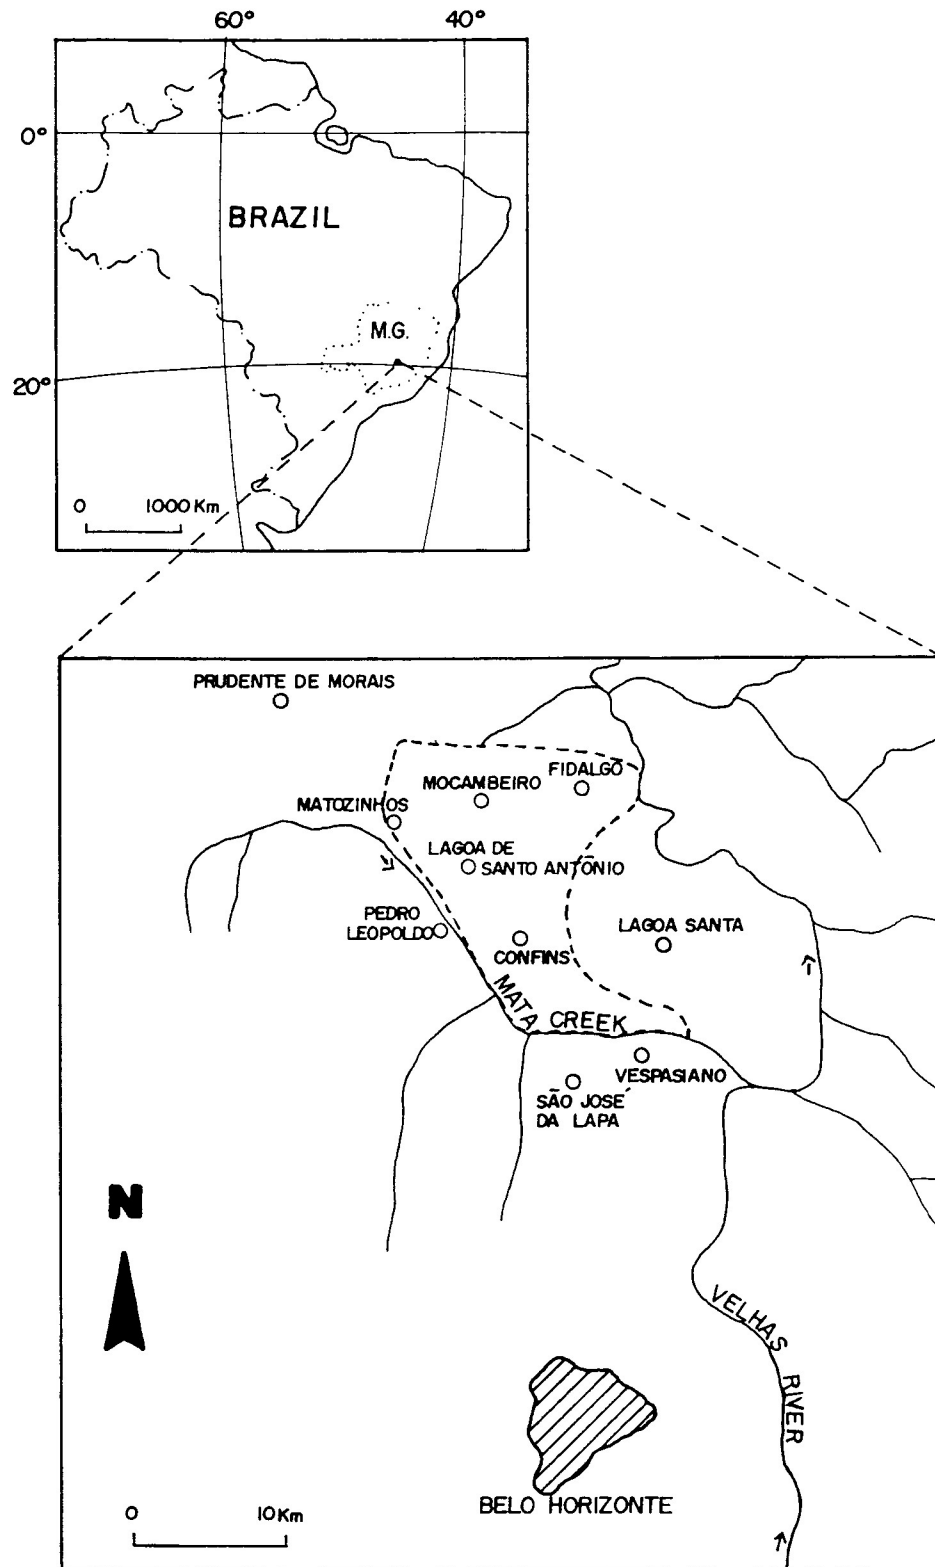 60° 40°
0°
BRAZIL
M.G.
20°
0 1000 Km
PRUDENTE DE MORAIS
FIDALGO
MOCAMBEIRO
MATOZINHOS
LAGOA DE
SANTO ANTÔNIO
PEDRO
LEOPOLDO
LAGOA SANTA
CONFINS
MATA CREEK
VESPASIANO
SÃO JOSÉ
DA LAPA
N
VELHAS RIVER
BELO HORIZONTE
0 10 Km